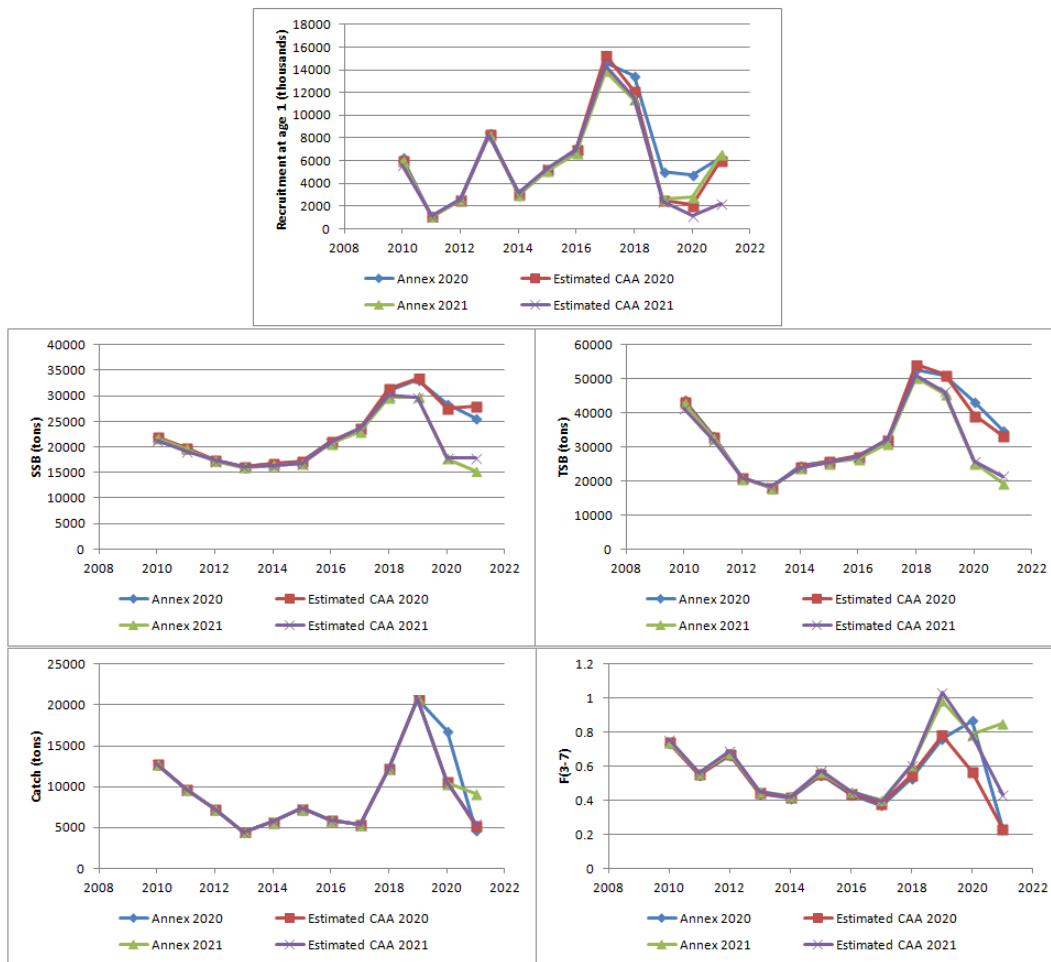 Recruitment at age 1 (thousands)
18000
16000
14000
12000
10000
8000
6000
4000
2000
0
2008 2010 2012 2014 2016 2018 2020 2022
Annex 2020 Estimated CAA 2020
Annex 2021 Estimated CAA 2021
SSB (tons)
40000
35000
30000
25000
20000
15000
10000
5000
0
2008 2010 2012 2014 2016 2018 2020 2022
Annex 2020 Estimated CAA 2020
Annex 2021 Estimated CAA 2021
TSB (tons)
60000
50000
40000
30000
20000
10000
0
2008 2010 2012 2014 2016 2018 2020 2022
Annex 2020 Estimated CAA 2020
Annex 2021 Estimated CAA 2021
Catch (tons)
25000
20000
15000
10000
5000
0
2008 2010 2012 2014 2016 2018 2020 2022
Annex 2020 Estimated CAA 2020
Annex 2021 Estimated CAA 2021
F(3-7)
1.2
1
0.8
0.6
0.4
0.2
0
2008 2010 2012 2014 2016 2018 2020 2022
Annex 2020 Estimated CAA 2020
Annex 2021 Estimated CAA 2021